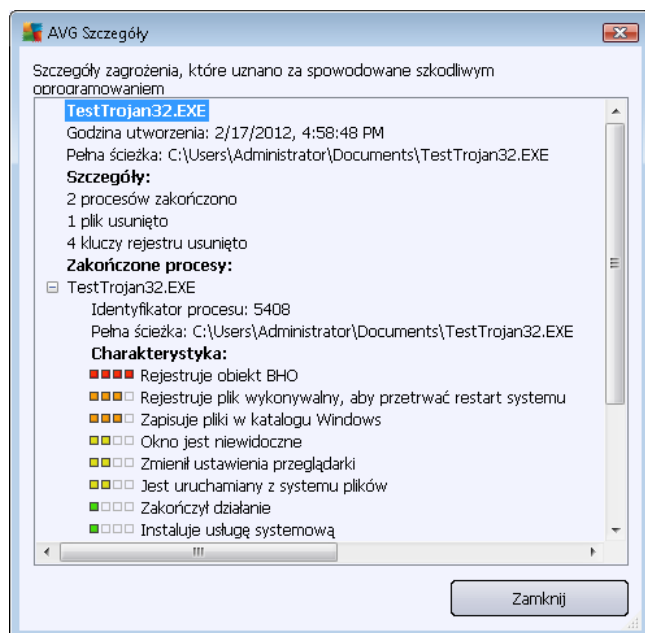 AVG Szczegóły
Szczegóły zagrożenia, które uznano za spowodowane szkodliwym
oprogramowaniem
TestTrojan32.EXE
Godzina utworzenia: 2/17/2012, 4:58:48 PM
Pełna ścieżka: C:\Users\Administrator\Documents\TestTrojan32.EXE
Szczegóły:
2 procesów zakończono
1 plik usunięto
4 kluczy rejestru usunięto
Zakończone procesy:
TestTrojan32.EXE
Identyfikator procesu: 5408
Pełna ścieżka: C:\Users\Administrator\Documents\TestTrojan32.EXE
Charakterystyka:
Rejestruje obiekt BHO
Rejestruje plik wykonywalny, aby przetrwać restart systemu
Zapisuje pliki w katalogu Windows
Okno jest niewidoczne
Zmienił ustawienia przeglądarki
Jest uruchamiany z systemu plików
Zakończył działanie
Instaluje usługę systemową
Zamknij